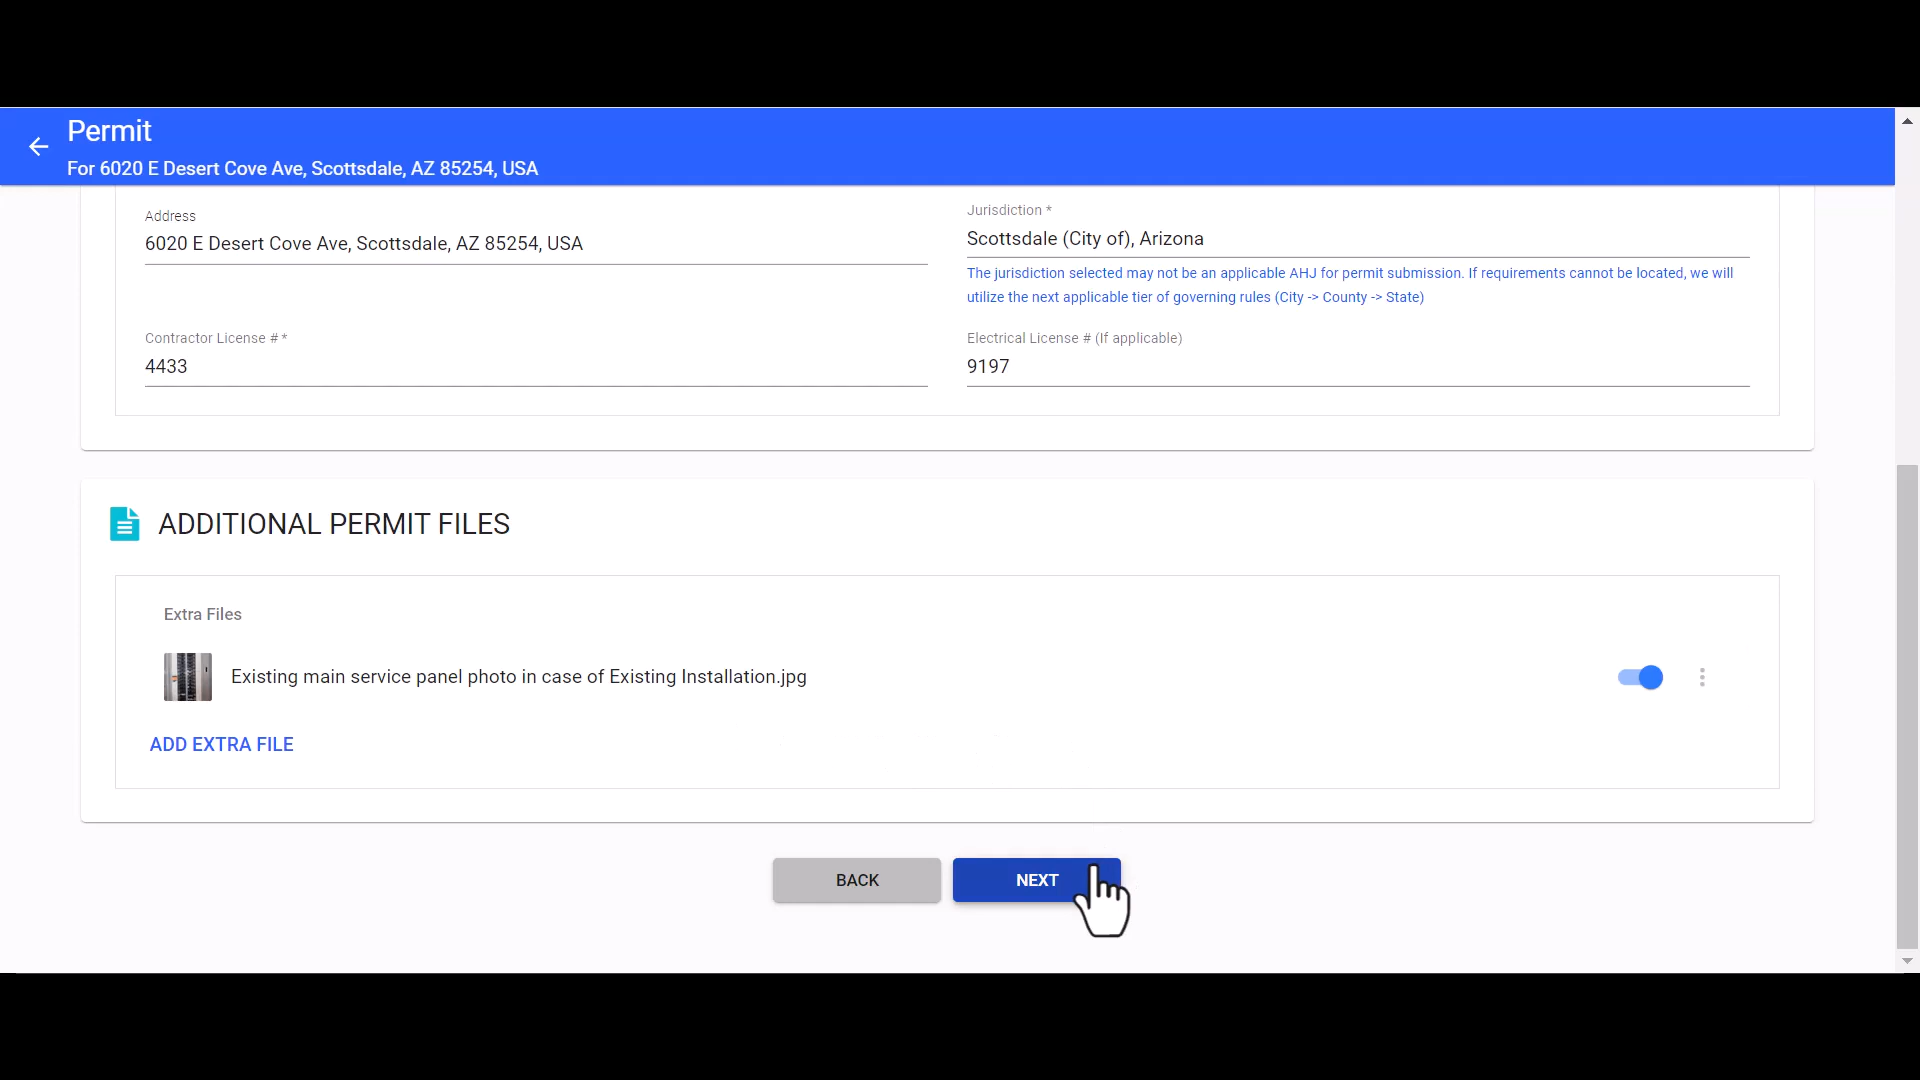 Permit
For 6020 E Desert Cove Ave, Scottsdale, AZ 85254, USA
Address
6020 E Desert Cove Ave, Scottsdale, AZ 85254, USA
Jurisdiction *
Scottsdale (City of), Arizona
The jurisdiction selected may not be an applicable AHJ for permit submission. If requirements cannot be located, we will
utilize the next applicable tier of governing rules (City -> County -> State)
Contractor License # *
4433
Electrical License # (If applicable)
9197
ADDITIONAL PERMIT FILES
Extra Files
Existing main service panel photo in case of Existing Installation.jpg
ADD EXTRA FILE
BACK
NEXT